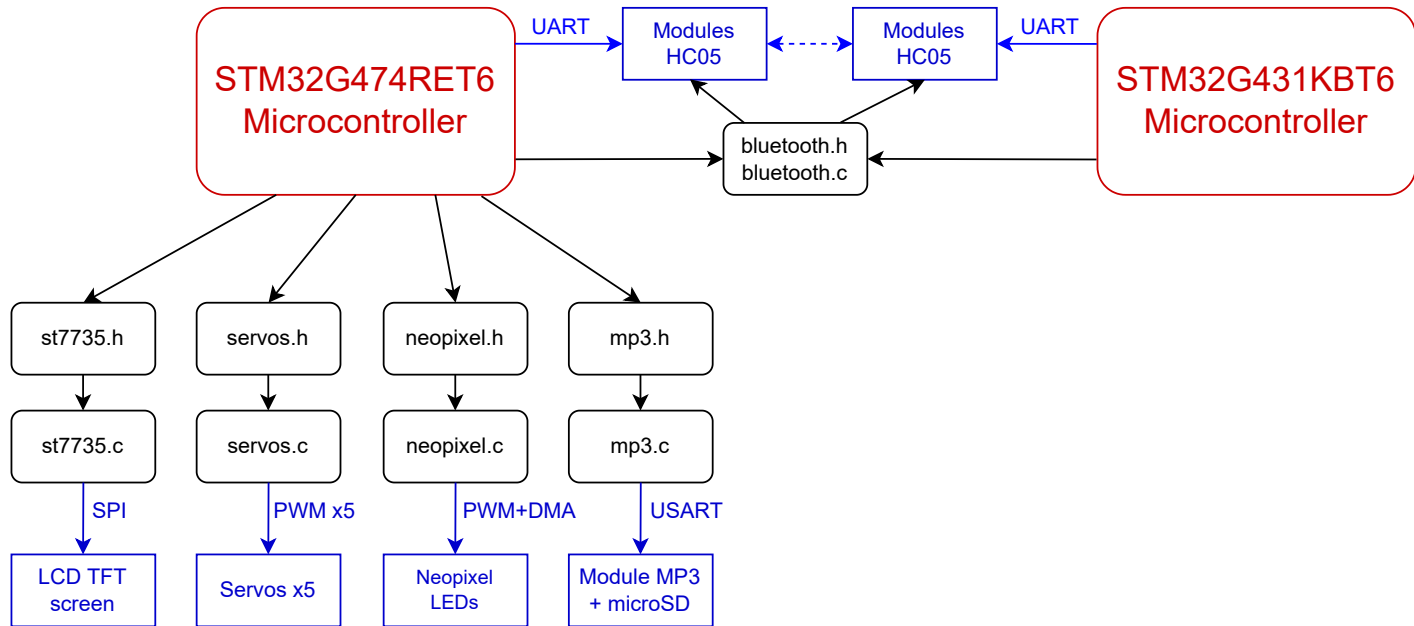 STM32G474RET6
Microcontroller
UART
Modules
HC05
Modules
HC05
UART
STM32G431KBT6
Microcontroller
bluetooth.h
bluetooth.c
st7735.h
servos.h
neopixel.h
mp3.h
st7735.c
servos.c
neopixel.c
mp3.c
SPI
PWM x5
PWM+DMA
USART
LCD TFT
screen
Servos x5
Neopixel
LEDs
Module MP3
+ microSD